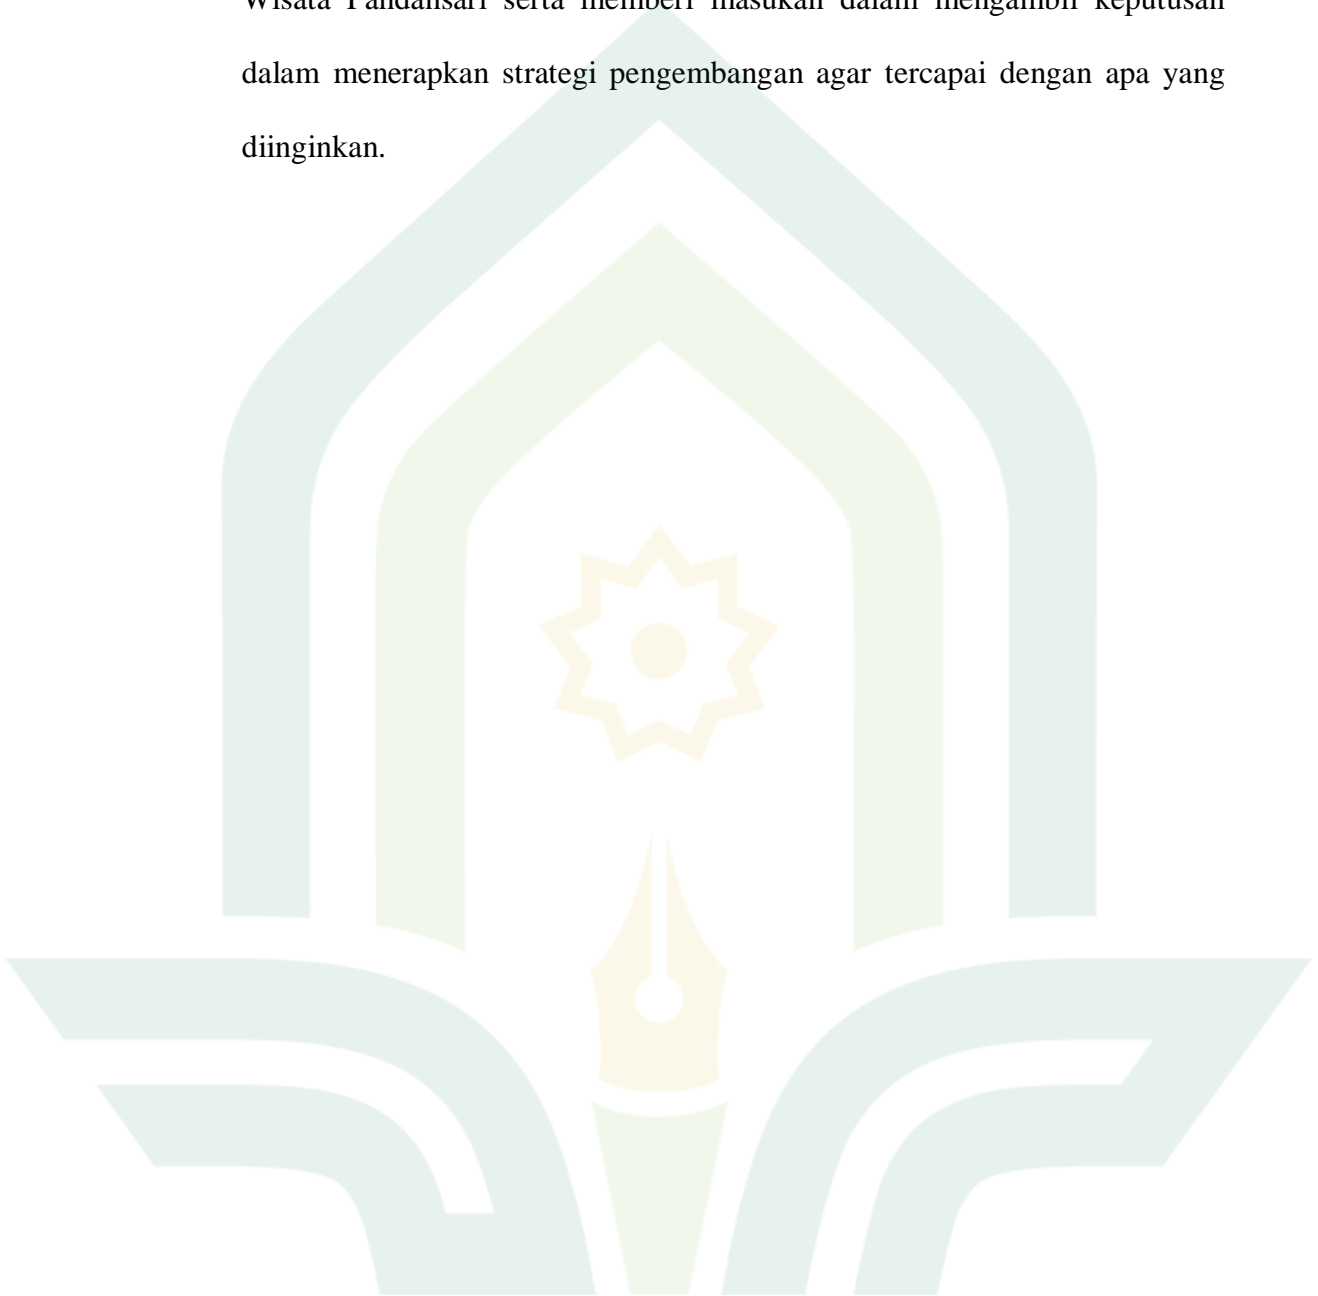 Wisata Pandansari serta memberi masukan dalam mengambil keputusan
dalam menerapkan strategi pengembangan agar tercapai dengan apa yang
diinginkan.